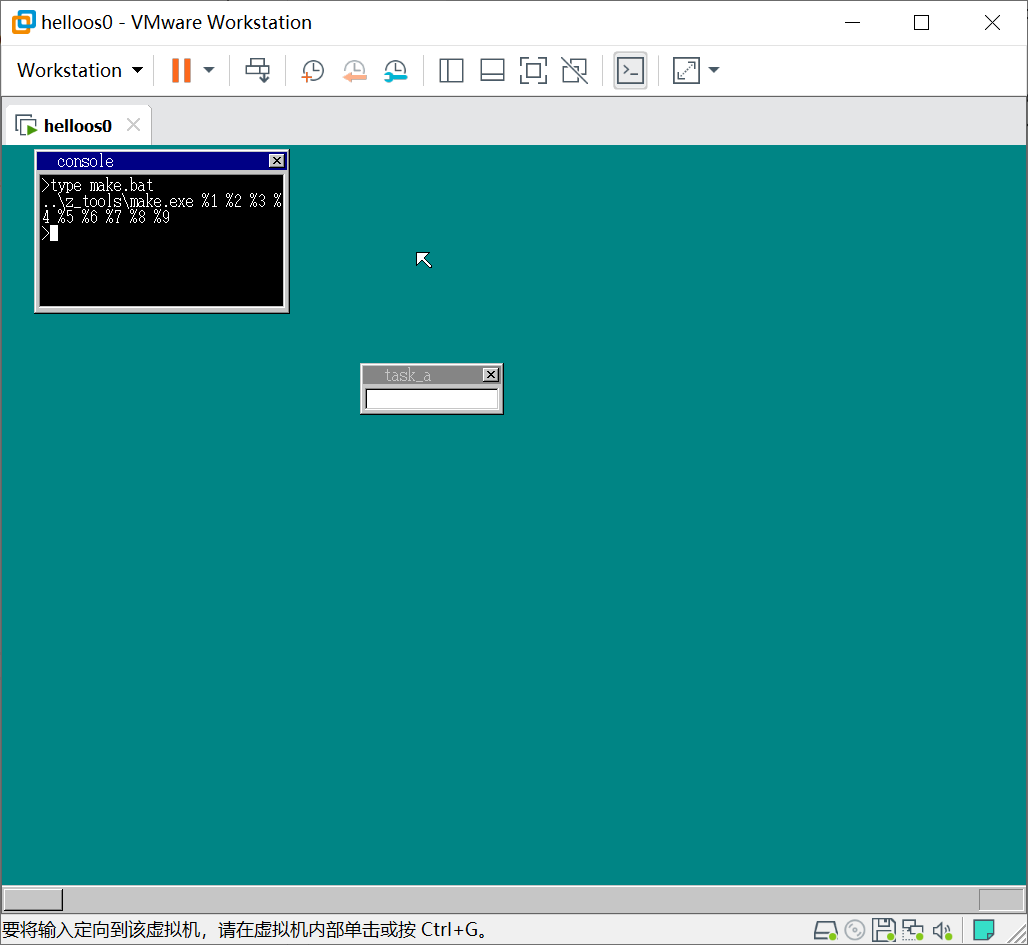 helloos0 - VMware Workstation
Workstation
helloos0
console
>type make.bat
..\z_tools\make.exe %1 %2 %3 %
4 %5 %6 %7 %8 %9
>
task_a
要将输入定向到该虚拟机，请在虚拟机内部单击或按 Ctrl+G。